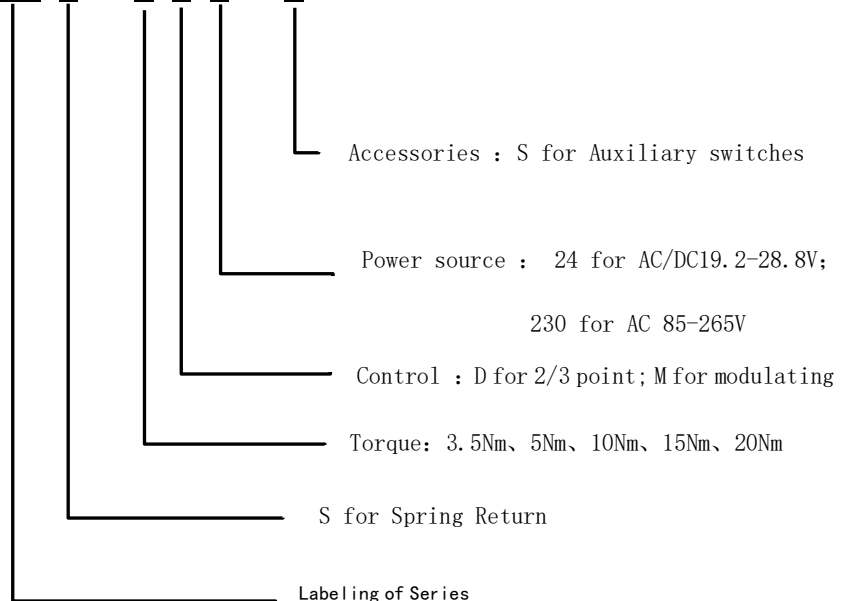 Accessories ：S for Auxiliary switches
Power source ： 24 for AC/DC19.2-28.8V；
230 for AC 85-265V
Control ：D for 2/3 point；M for modulating
Torque：3.5Nm、5Nm、10Nm、15Nm、20Nm
S for Spring Return
Labeling of Series